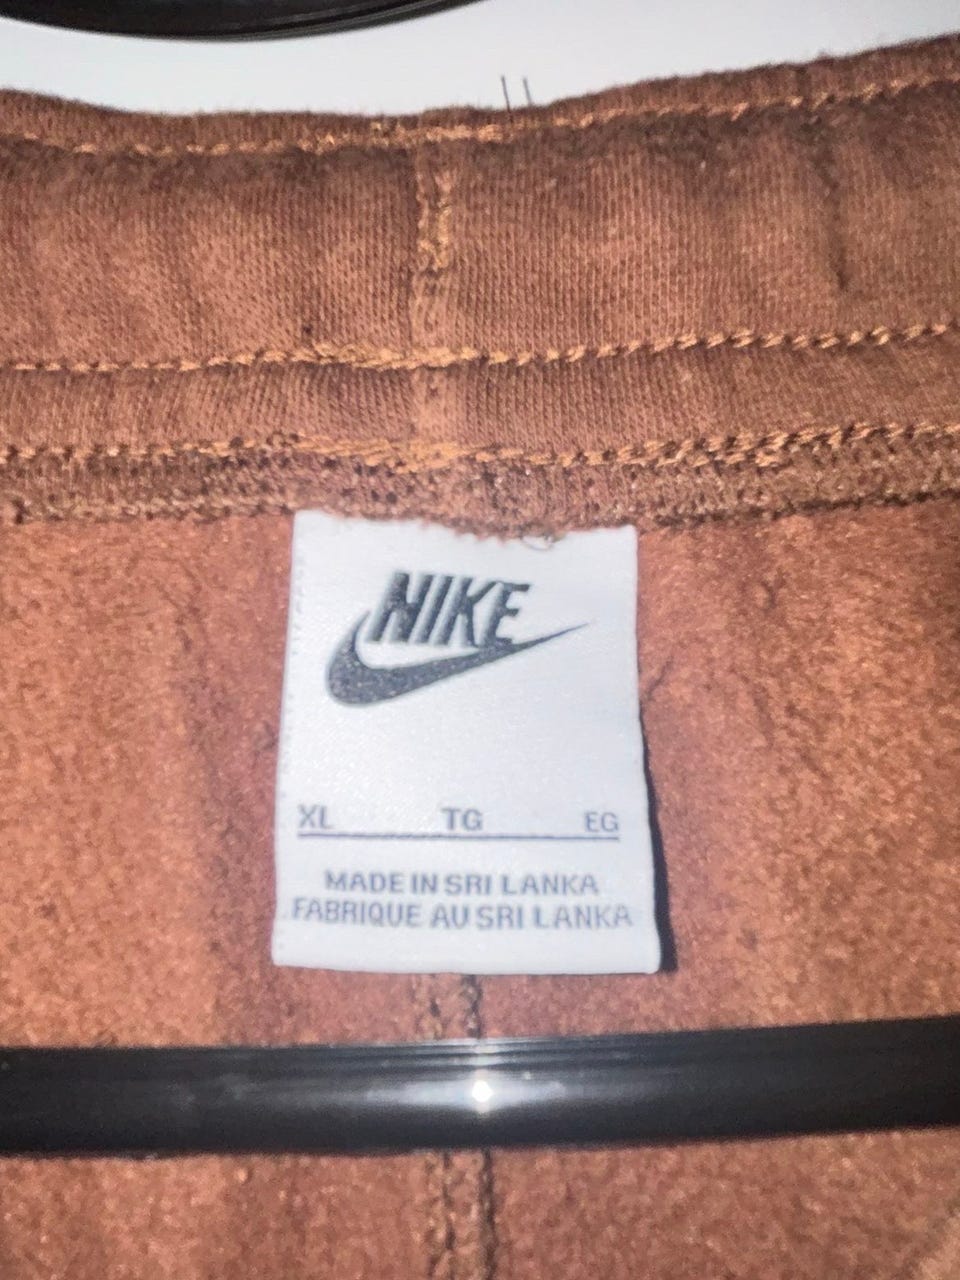 NIKE
XL TG EG
MADE IN SRI LANKA
FABRIQUE AU SRI LANKA